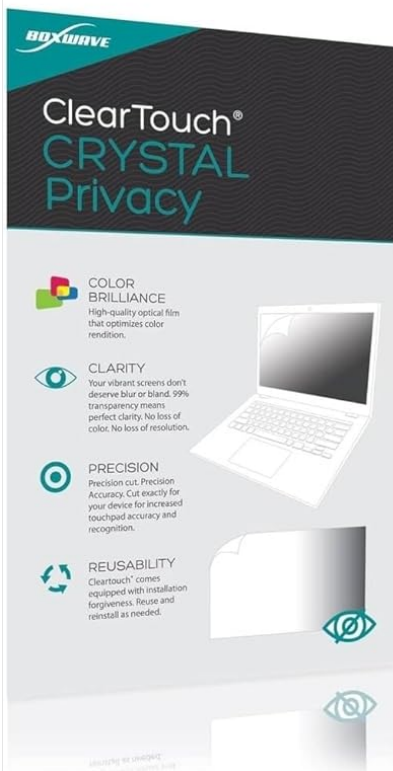 BOXWAVE
ClearTouch®
CRYSTAL
Privacy
COLOR
BRILLIANCE
High-quality optical film
that optimizes color
rendition.
CLARITY
Your vibrant screens don't
deserve blur or bland. 99%
transparency means
perfect clarity. No loss of
color. No loss of resolution.
PRECISION
Precision cut. Precision
Accuracy. Cut exactly for
your device for increased
touchpad accuracy and
recognition.
REUSABILITY
Cleartouch® comes
equipped with installation
forgiveness. Reuse and
reinstall as needed.